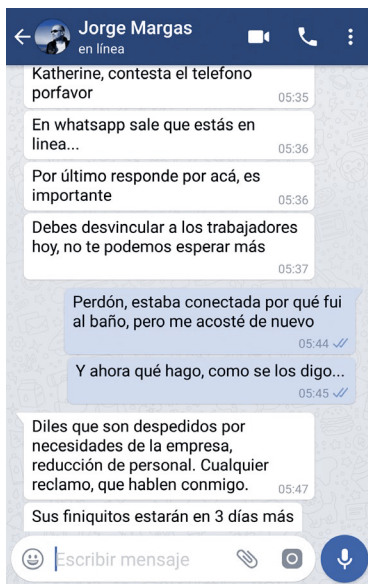 Jorge Margas
en línea
Katherine, contesta el telefono
porfavor
05:35
En whatsapp sale que estás en
linea...
05:36
Por último responde por acá, es
importante
05:36
Debes desvincular a los trabajadores
hoy, no te podemos esperar más
05:37
Perdón, estaba conectada por qué fui
al baño, pero me acosté de nuevo
05:44
Y ahora qué hago, como se los digo...
05:45
Diles que son despedidos por
necesidades de la empresa,
reducción de personal. Cualquier
reclamo, que hablen conmigo.
05:47
Sus finiquitos estarán en 3 días más
Escribir mensaje